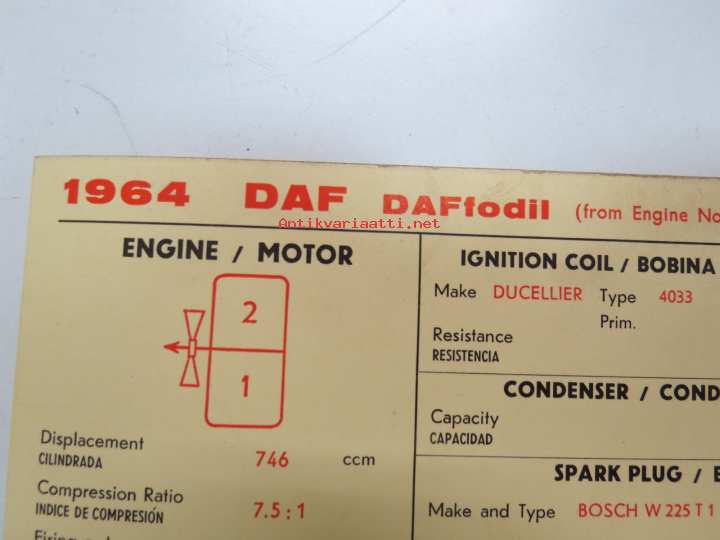 1964 DAF DAFfodil (from Engine No
Antikvariaatti.net
ENGINE / MOTOR
2
1
Displacement 746 ccm
CILINDRADA
Compression Ratio 7.5 : 1
INDICE DE COMPRESIÓN
IGNITION COIL / BOBINA
Make DUCELLIER Type 4033
Prim.
Resistance
RESISTENCIA
CONDENSER / COND
Capacity
CAPACIDAD
SPARK PLUG /
Make and Type BOSCH W 225 T 1